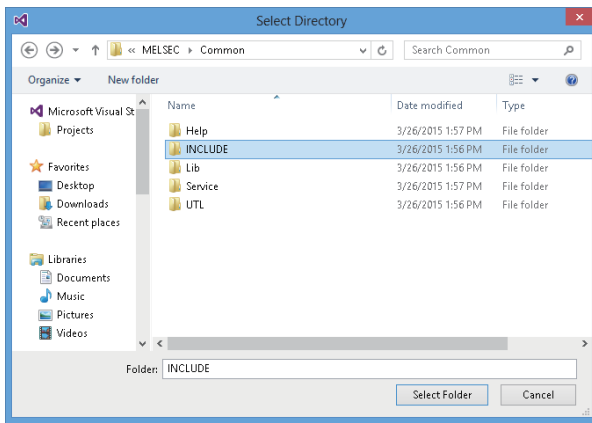 Select Directory
« MELSEC Common
Search Common
Organize
New folder
Microsoft Visual St
Projects
Favorites
Desktop
Downloads
Recent places
Libraries
Documents
Music
Pictures
Videos
Name Date modified Type
Help 3/26/2015 1:57 PM File folder
INCLUDE 3/26/2015 1:56 PM File folder
Lib 3/26/2015 1:56 PM File folder
Service 3/26/2015 1:57 PM File folder
UTL 3/26/2015 1:56 PM File folder
Folder: INCLUDE
Select Folder Cancel